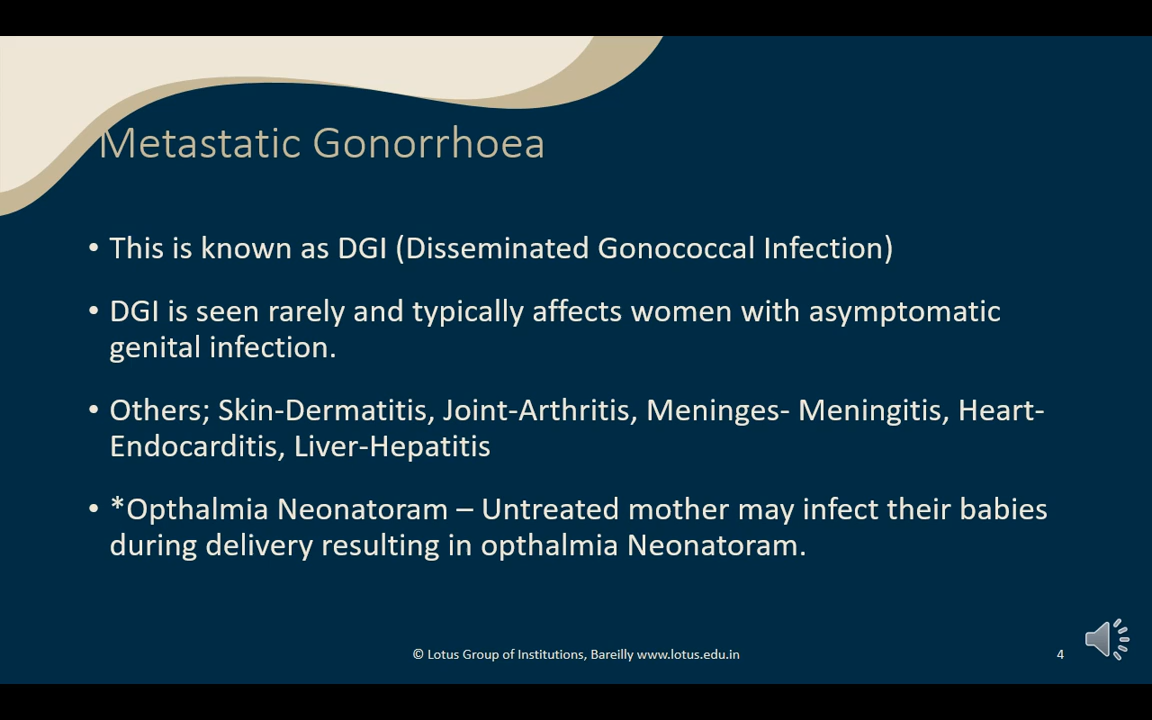 Metastatic Gonorrhoea
• This is known as DGI (Disseminated Gonococcal Infection)
• DGI is seen rarely and typically affects women with asymptomatic
genital infection.
• Others; Skin-Dermatitis, Joint-Arthritis, Meninges- Meningitis, Heart-
Endocarditis, Liver-Hepatitis
• *Opthalmia Neonatoram – Untreated mother may infect their babies
during delivery resulting in opthalmia Neonatoram.
© Lotus Group of Institutions, Bareilly www.lotus.edu.in
4